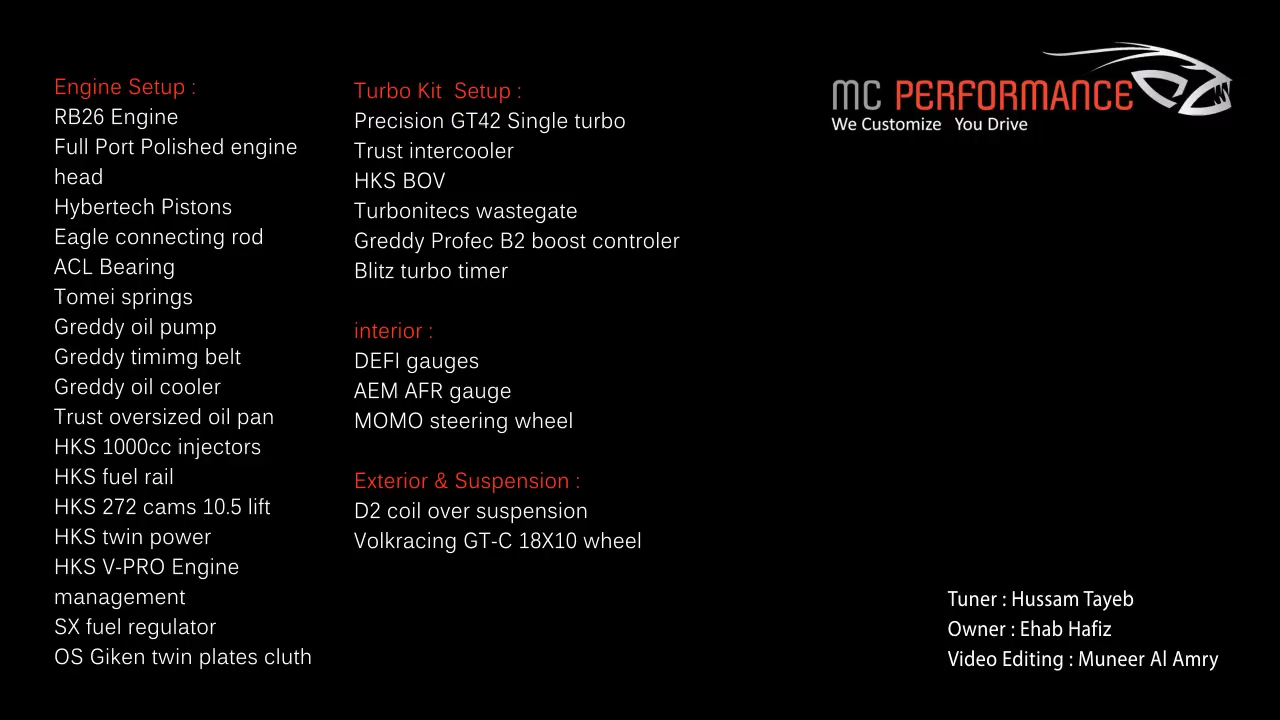 Engine Setup :
RB26 Engine
Full Port Polished engine
head
Hybertech Pistons
Eagle connecting rod
ACL Bearing
Tomei springs
Greddy oil pump
Greddy timimg belt
Greddy oil cooler
Trust oversized oil pan
HKS 1000cc injectors
HKS fuel rail
HKS 272 cams 10.5 lift
HKS twin power
HKS V-PRO Engine
management
SX fuel regulator
OS Giken twin plates cluth
Turbo Kit  Setup :
Precision GT42 Single turbo
Trust intercooler
HKS BOV
Turbonitecs wastegate
Greddy Profec B2 boost controler
Blitz turbo timer
interior :
DEFI gauges
AEM AFR gauge
MOMO steering wheel
Exterior & Suspension :
D2 coil over suspension
Volkracing GT-C 18X10 wheel
MC PERFORMANCE
We Customize   You Drive
Tuner : Hussam Tayeb
Owner : Ehab Hafiz
Video Editing : Muneer Al Amry